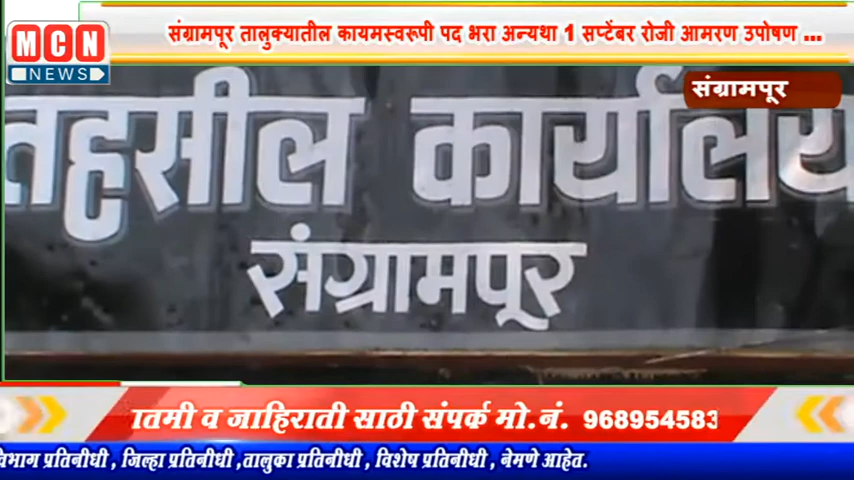 संग्रामपूर तालुक्यातील कायमस्वरूपी पद भरा अन्यथा 1 सप्टेंबर रोजी आमरण उपोषण ...
MCN
NEWS
संग्रामपूर
तहसील कार्यालय
संग्रामपूर
ातमी व जाहिराती साठी संपर्क मो.नं. 968954583
विभाग प्रतिनीधी , जिल्हा प्रतिनीधी ,तालुका प्रतिनीधी , विशेष प्रतिनीधी , नेमणे आहेत.